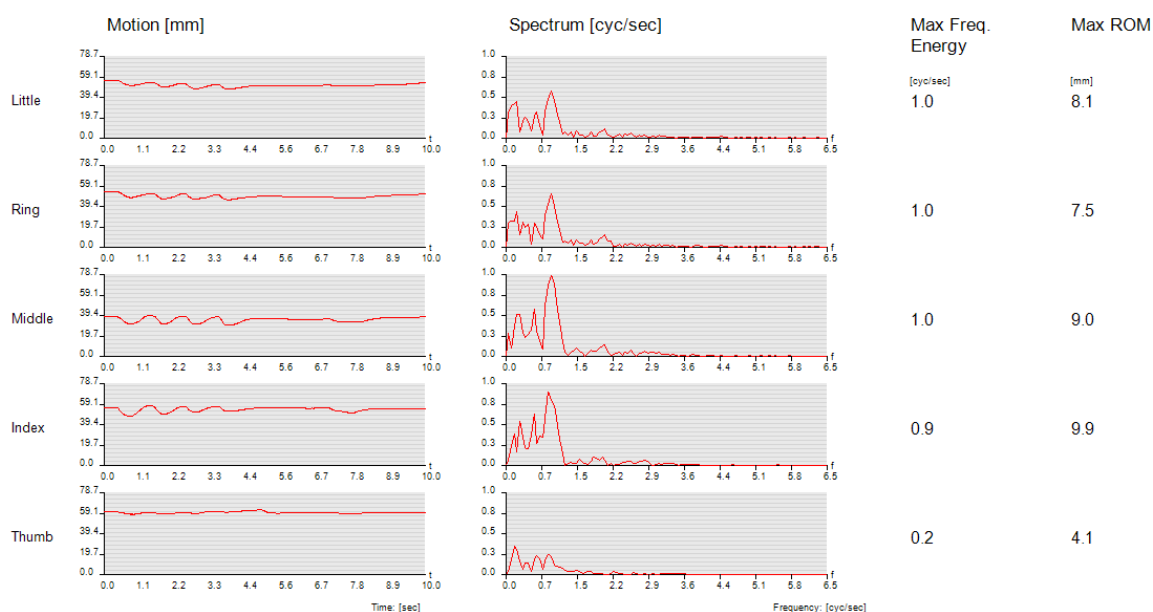 Motion [mm] Spectrum [cyc/sec] Max Freq. Energy Max ROM
[cyc/sec] [mm]
78.7 1.0
59.1 0.8
Little 39.4 0.5 1.0 8.1
19.7 0.3
0.0 t 0.0 f
0.0 1.1 2.2 3.3 4.4 5.6 6.7 7.8 8.9 10.0 0.0 0.7 1.5 2.2 2.9 3.6 4.4 5.1 5.8 6.5
78.7 1.0
59.1 0.8
Ring 39.4 0.5 1.0 7.5
19.7 0.3
0.0 t 0.0 f
0.0 1.1 2.2 3.3 4.4 5.6 6.7 7.8 8.9 10.0 0.0 0.7 1.5 2.2 2.9 3.6 4.4 5.1 5.8 6.5
78.7 1.0
59.1 0.8
Middle 39.4 0.5 1.0 9.0
19.7 0.3
0.0 t 0.0 f
0.0 1.1 2.2 3.3 4.4 5.6 6.7 7.8 8.9 10.0 0.0 0.7 1.5 2.2 2.9 3.6 4.4 5.1 5.8 6.5
78.7 1.0
59.1 0.8
Index 39.4 0.5 0.9 9.9
19.7 0.3
0.0 t 0.0 f
0.0 1.1 2.2 3.3 4.4 5.6 6.7 7.8 8.9 10.0 0.0 0.7 1.5 2.2 2.9 3.6 4.4 5.1 5.8 6.5
78.7 1.0
59.1 0.8
Thumb 39.4 0.5 0.2 4.1
19.7 0.3
0.0 t 0.0 f
0.0 1.1 2.2 3.3 4.4 5.6 6.7 7.8 8.9 10.0 0.0 0.7 1.5 2.2 2.9 3.6 4.4 5.1 5.8 6.5
Time: [sec] Frequency: [cyc/sec]